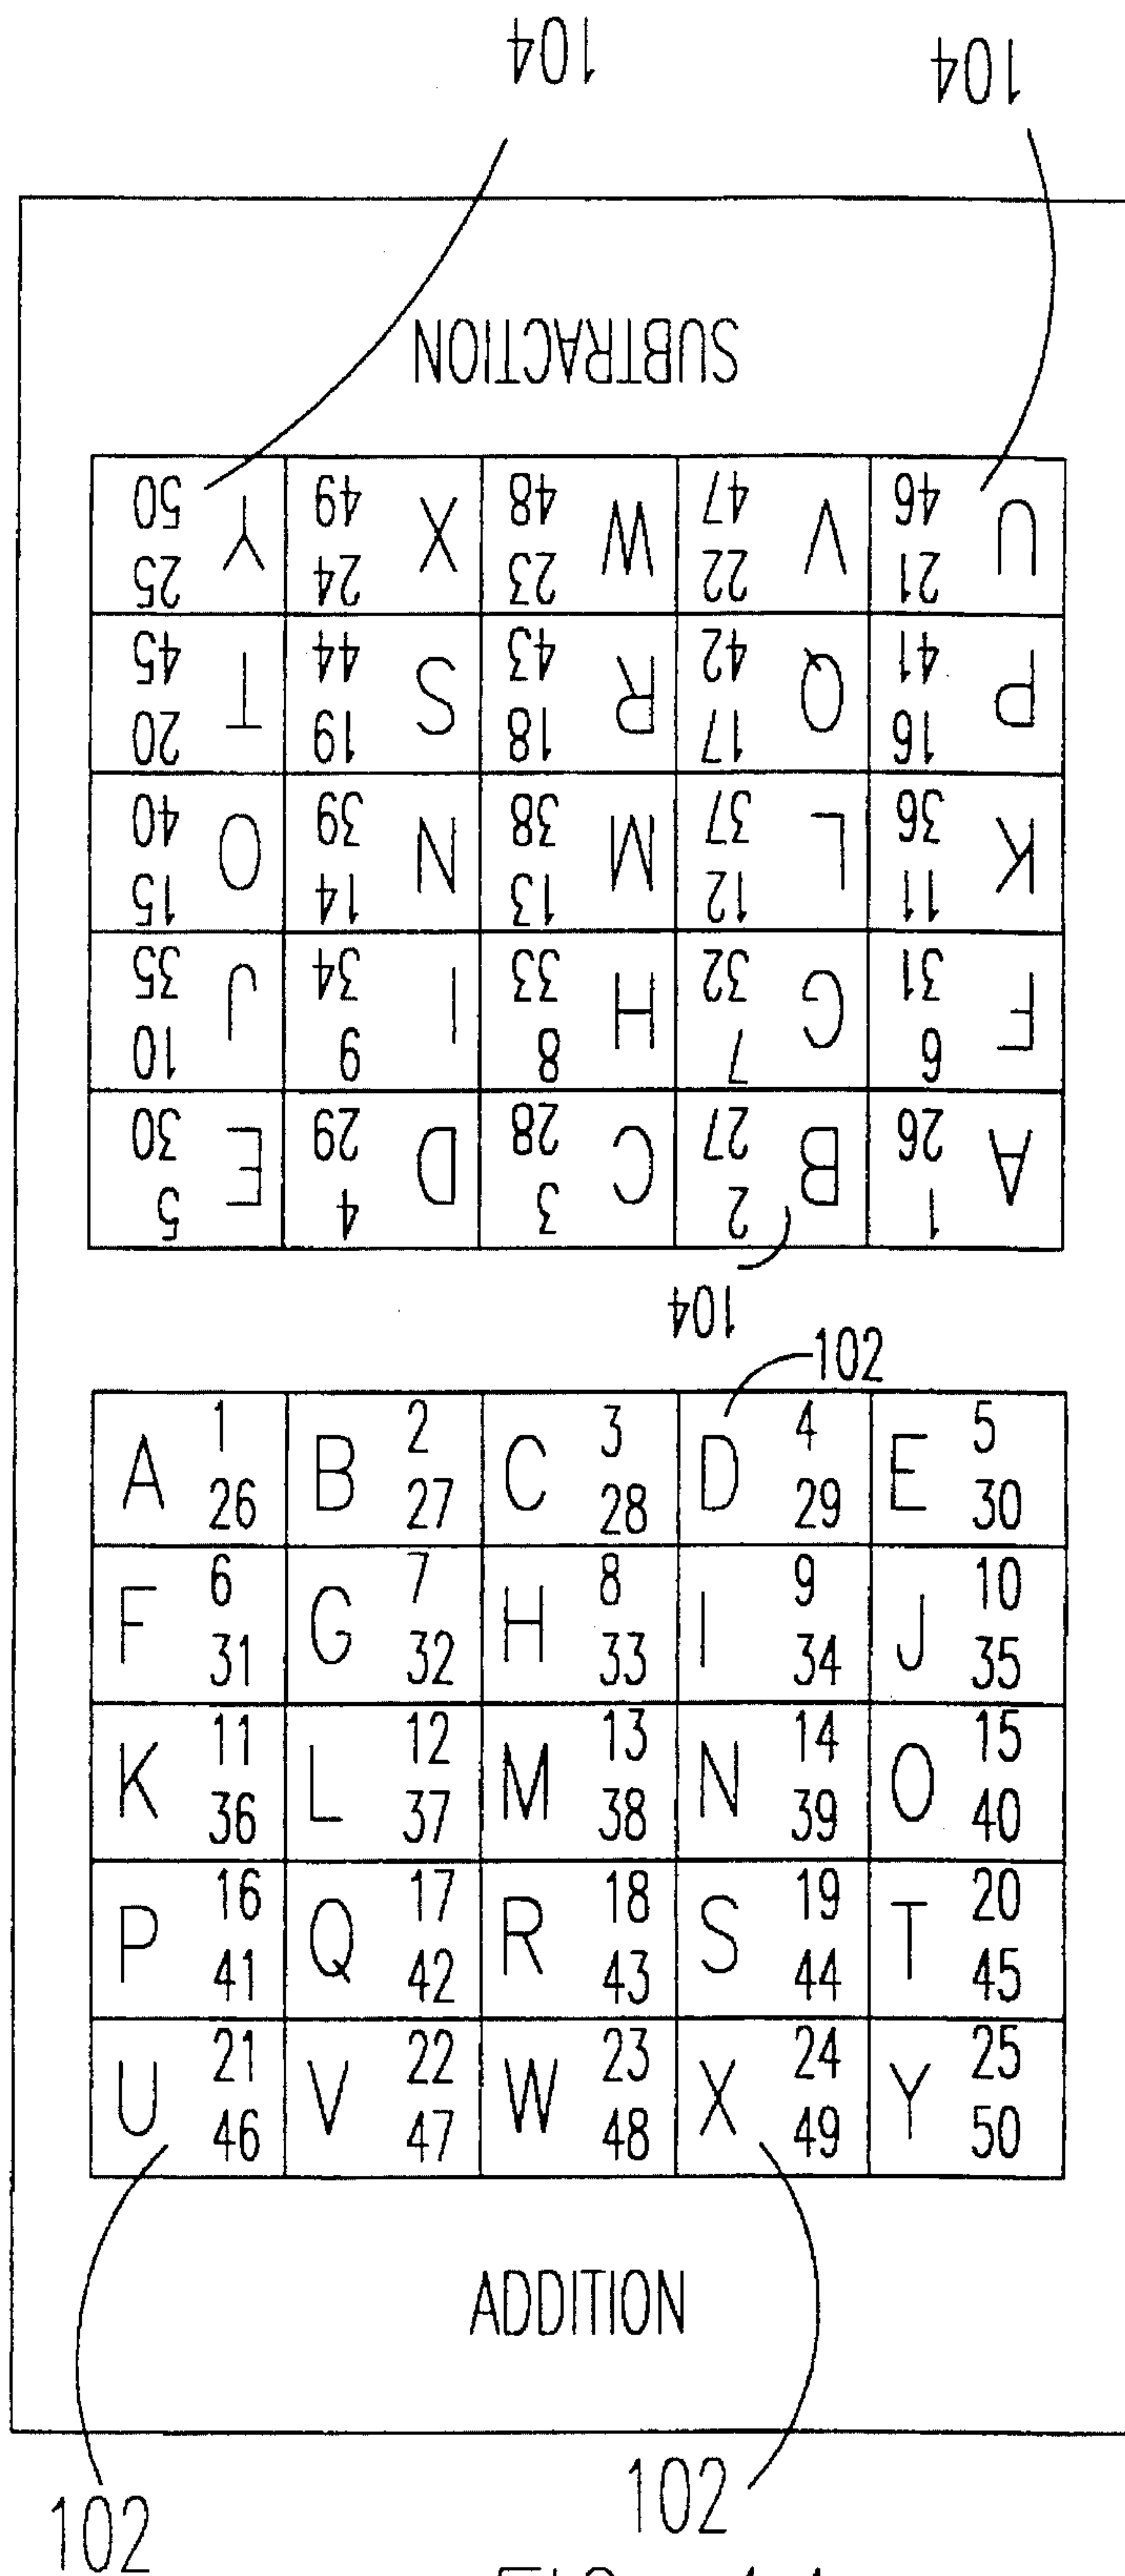 104 104
SUBTRACTION
50 Y 49 X 48 W 47 V 46 U
25 24 23 22 21
45 T 44 S 43 R 42 Q 41 P
20 19 18 17 16
40 O 39 N 38 M 37 L 36 K
15 14 13 12 11
35 J 34 I 33 H 32 G 31 F
10 9 8 7 6
30 E 29 D 28 C 27 B 26 A
5 4 3 2 1
104
102
A 1 B 2 C 3 D 4 E 5
26 27 28 29 30
F 6 G 7 H 8 I 9 J 10
31 32 33 34 35
K 11 L 12 M 13 N 14 O 15
36 37 38 39 40
P 16 Q 17 R 18 S 19 T 20
41 42 43 44 45
U 21 V 22 W 23 X 24 Y 25
46 47 48 49 50
ADDITION
102 102